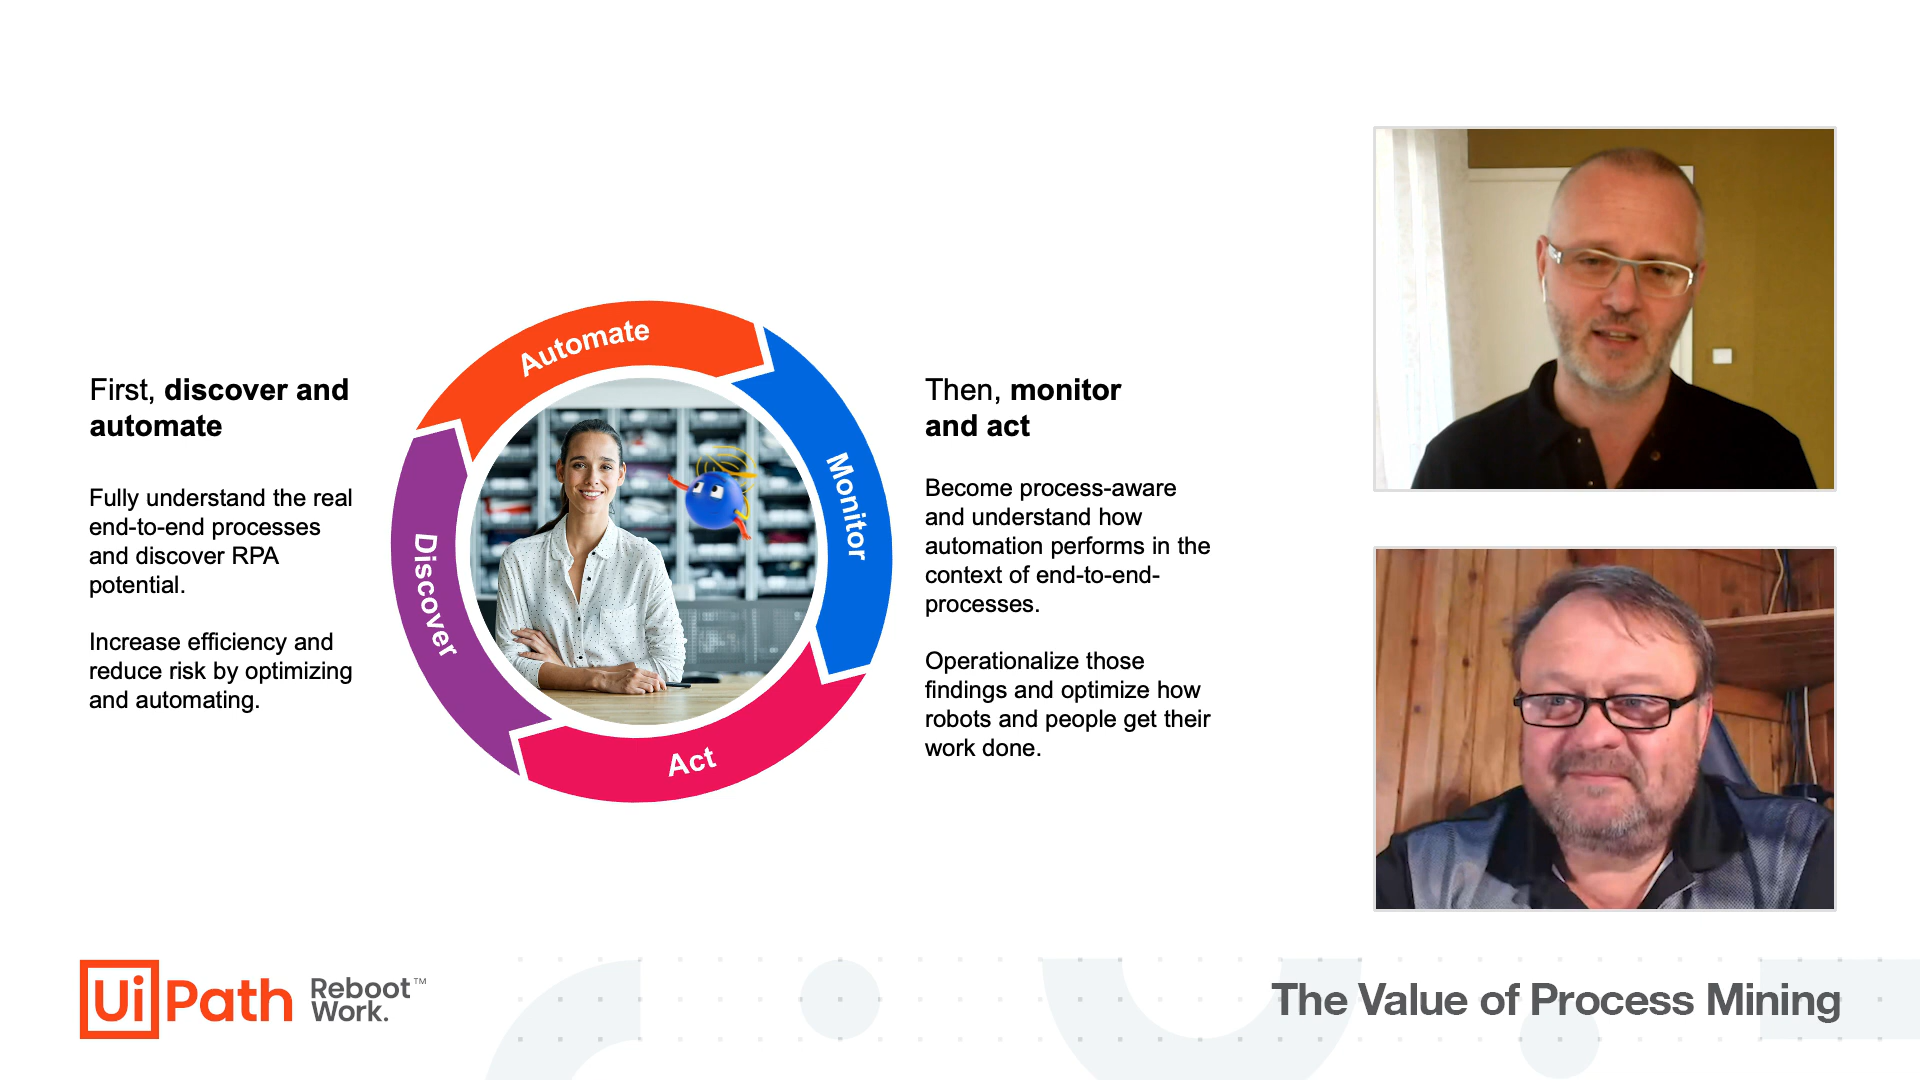 First, discover and
automate
Fully understand the real
end-to-end processes
and discover RPA
potential.
Increase efficiency and
reduce risk by optimizing
and automating.
Automate
Monitor
Act
Discover
Then, monitor
and act
Become process-aware
and understand how
automation performs in the
context of end-to-end-
processes.
Operationalize those
findings and optimize how
robots and people get their
work done.
UiPath
Reboot™
Work.
The Value of Process Mining